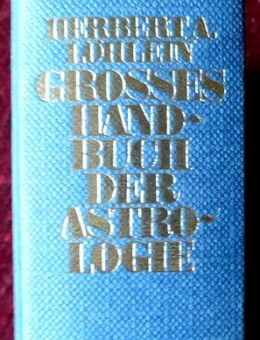 HERBERT A.
LÖHLEIN
GROSSES
HAND-
BUCH
DER
ASTRO-
LOGIE